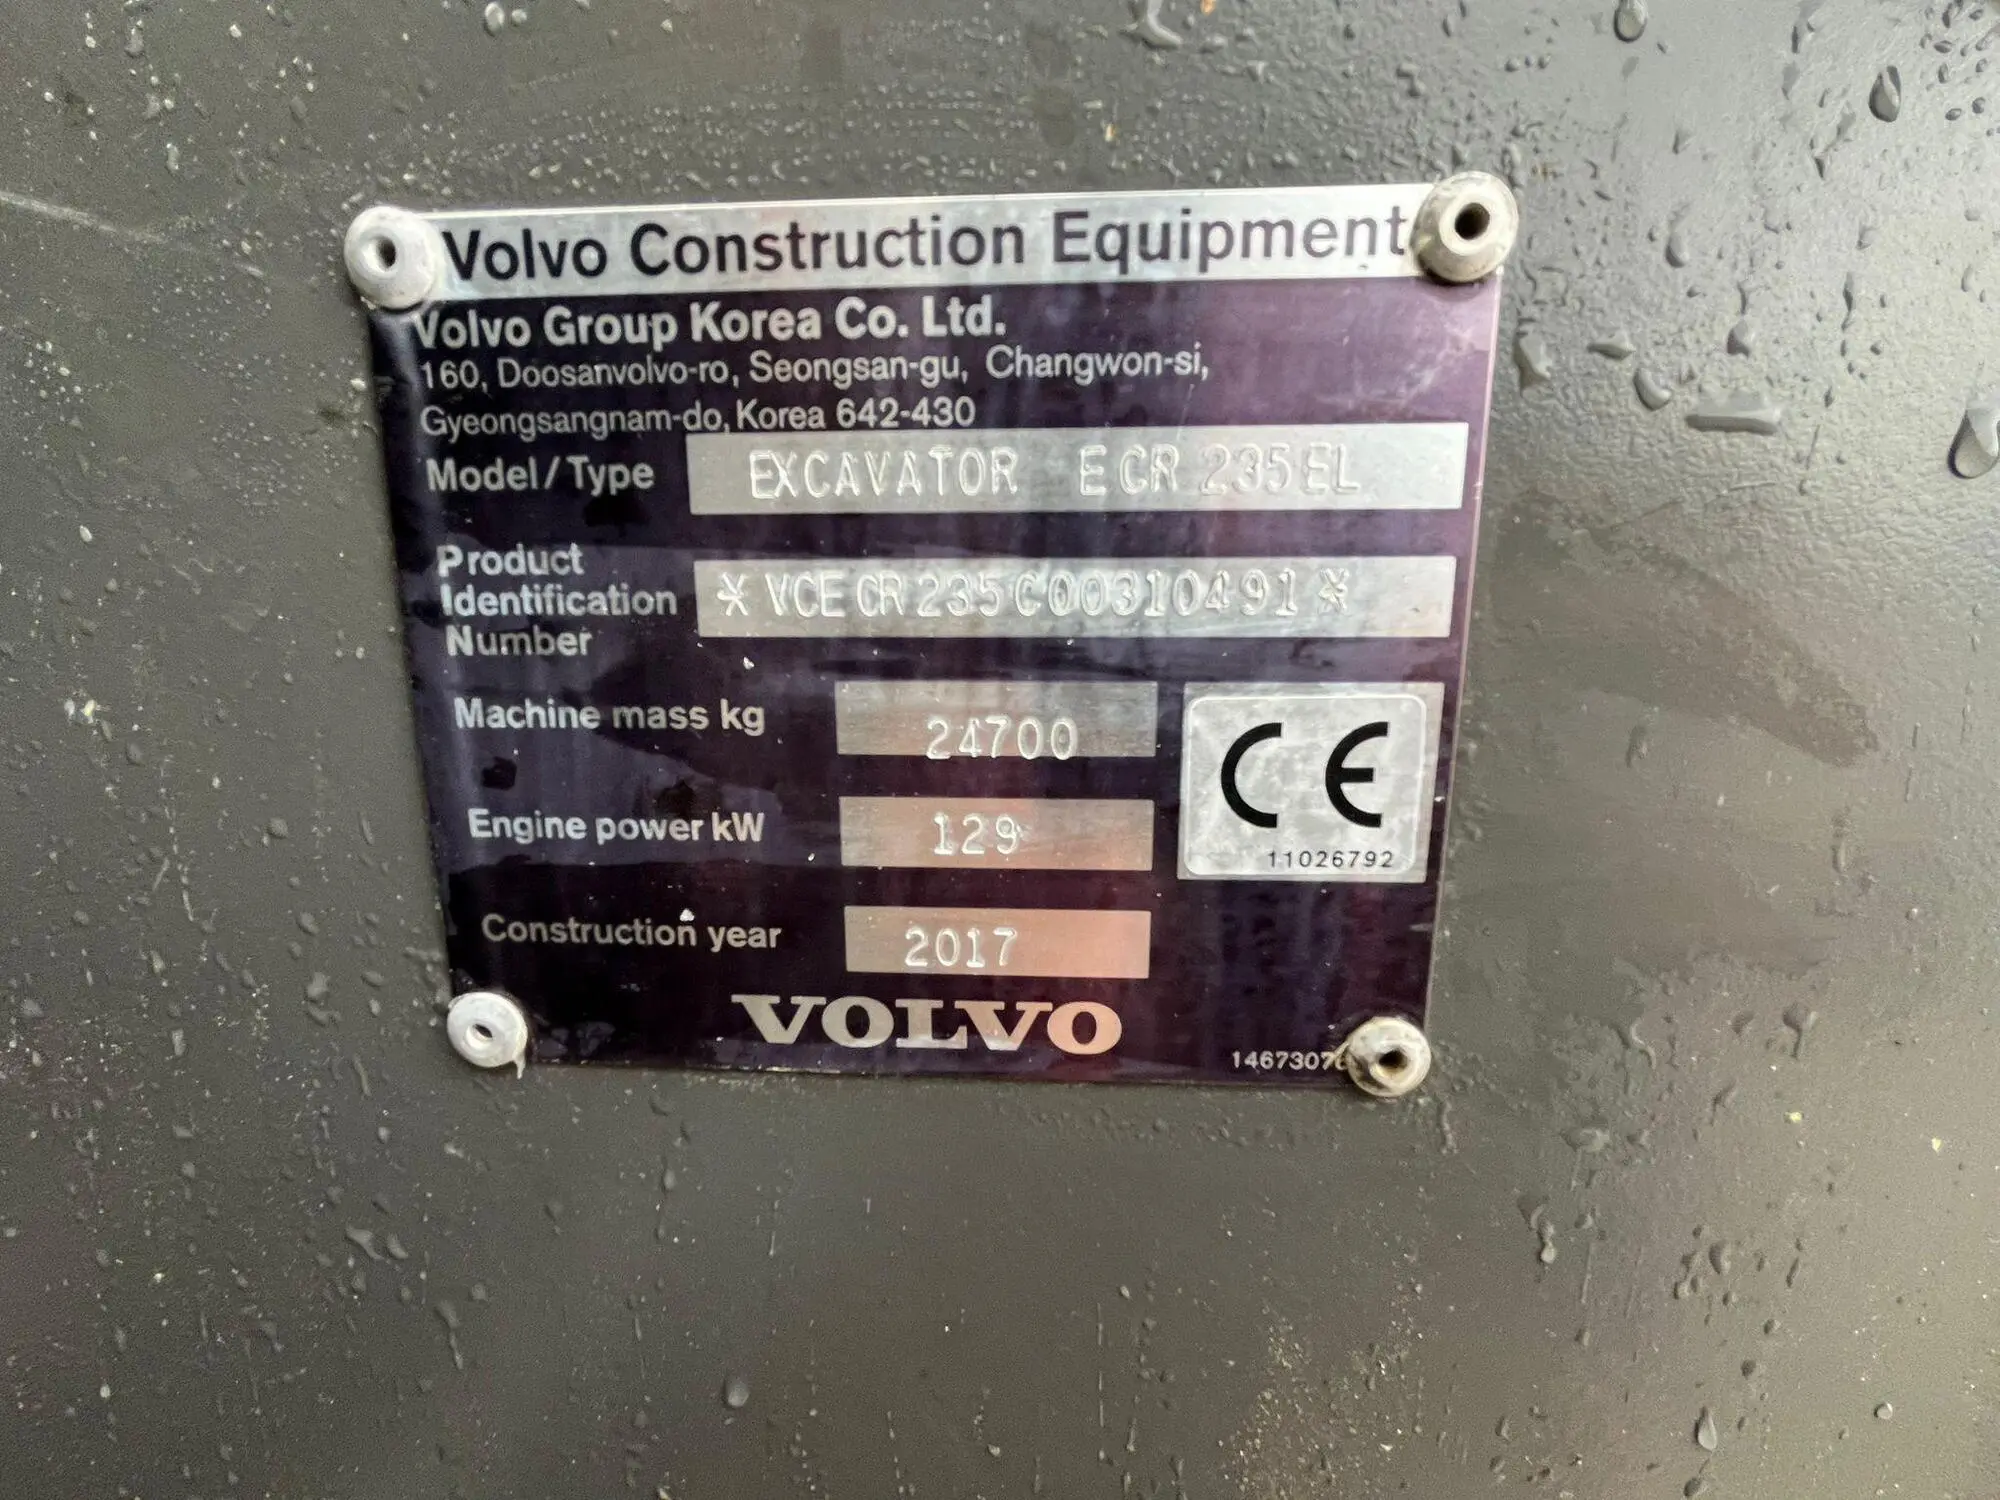 Volvo Construction Equipment
Volvo Group Korea Co. Ltd.
160, Doosanvolvo-ro, Seongsan-gu, Changwon-si,
Gyeongsangnam-do, Korea 642-430
Model/Type EXCAVATOR ECR 235EL
Product
Identification
Number
*VCECR235C00310491*
Machine mass kg 24700
Engine power kW 129
CE
11026792
Construction year 2017
VOLVO